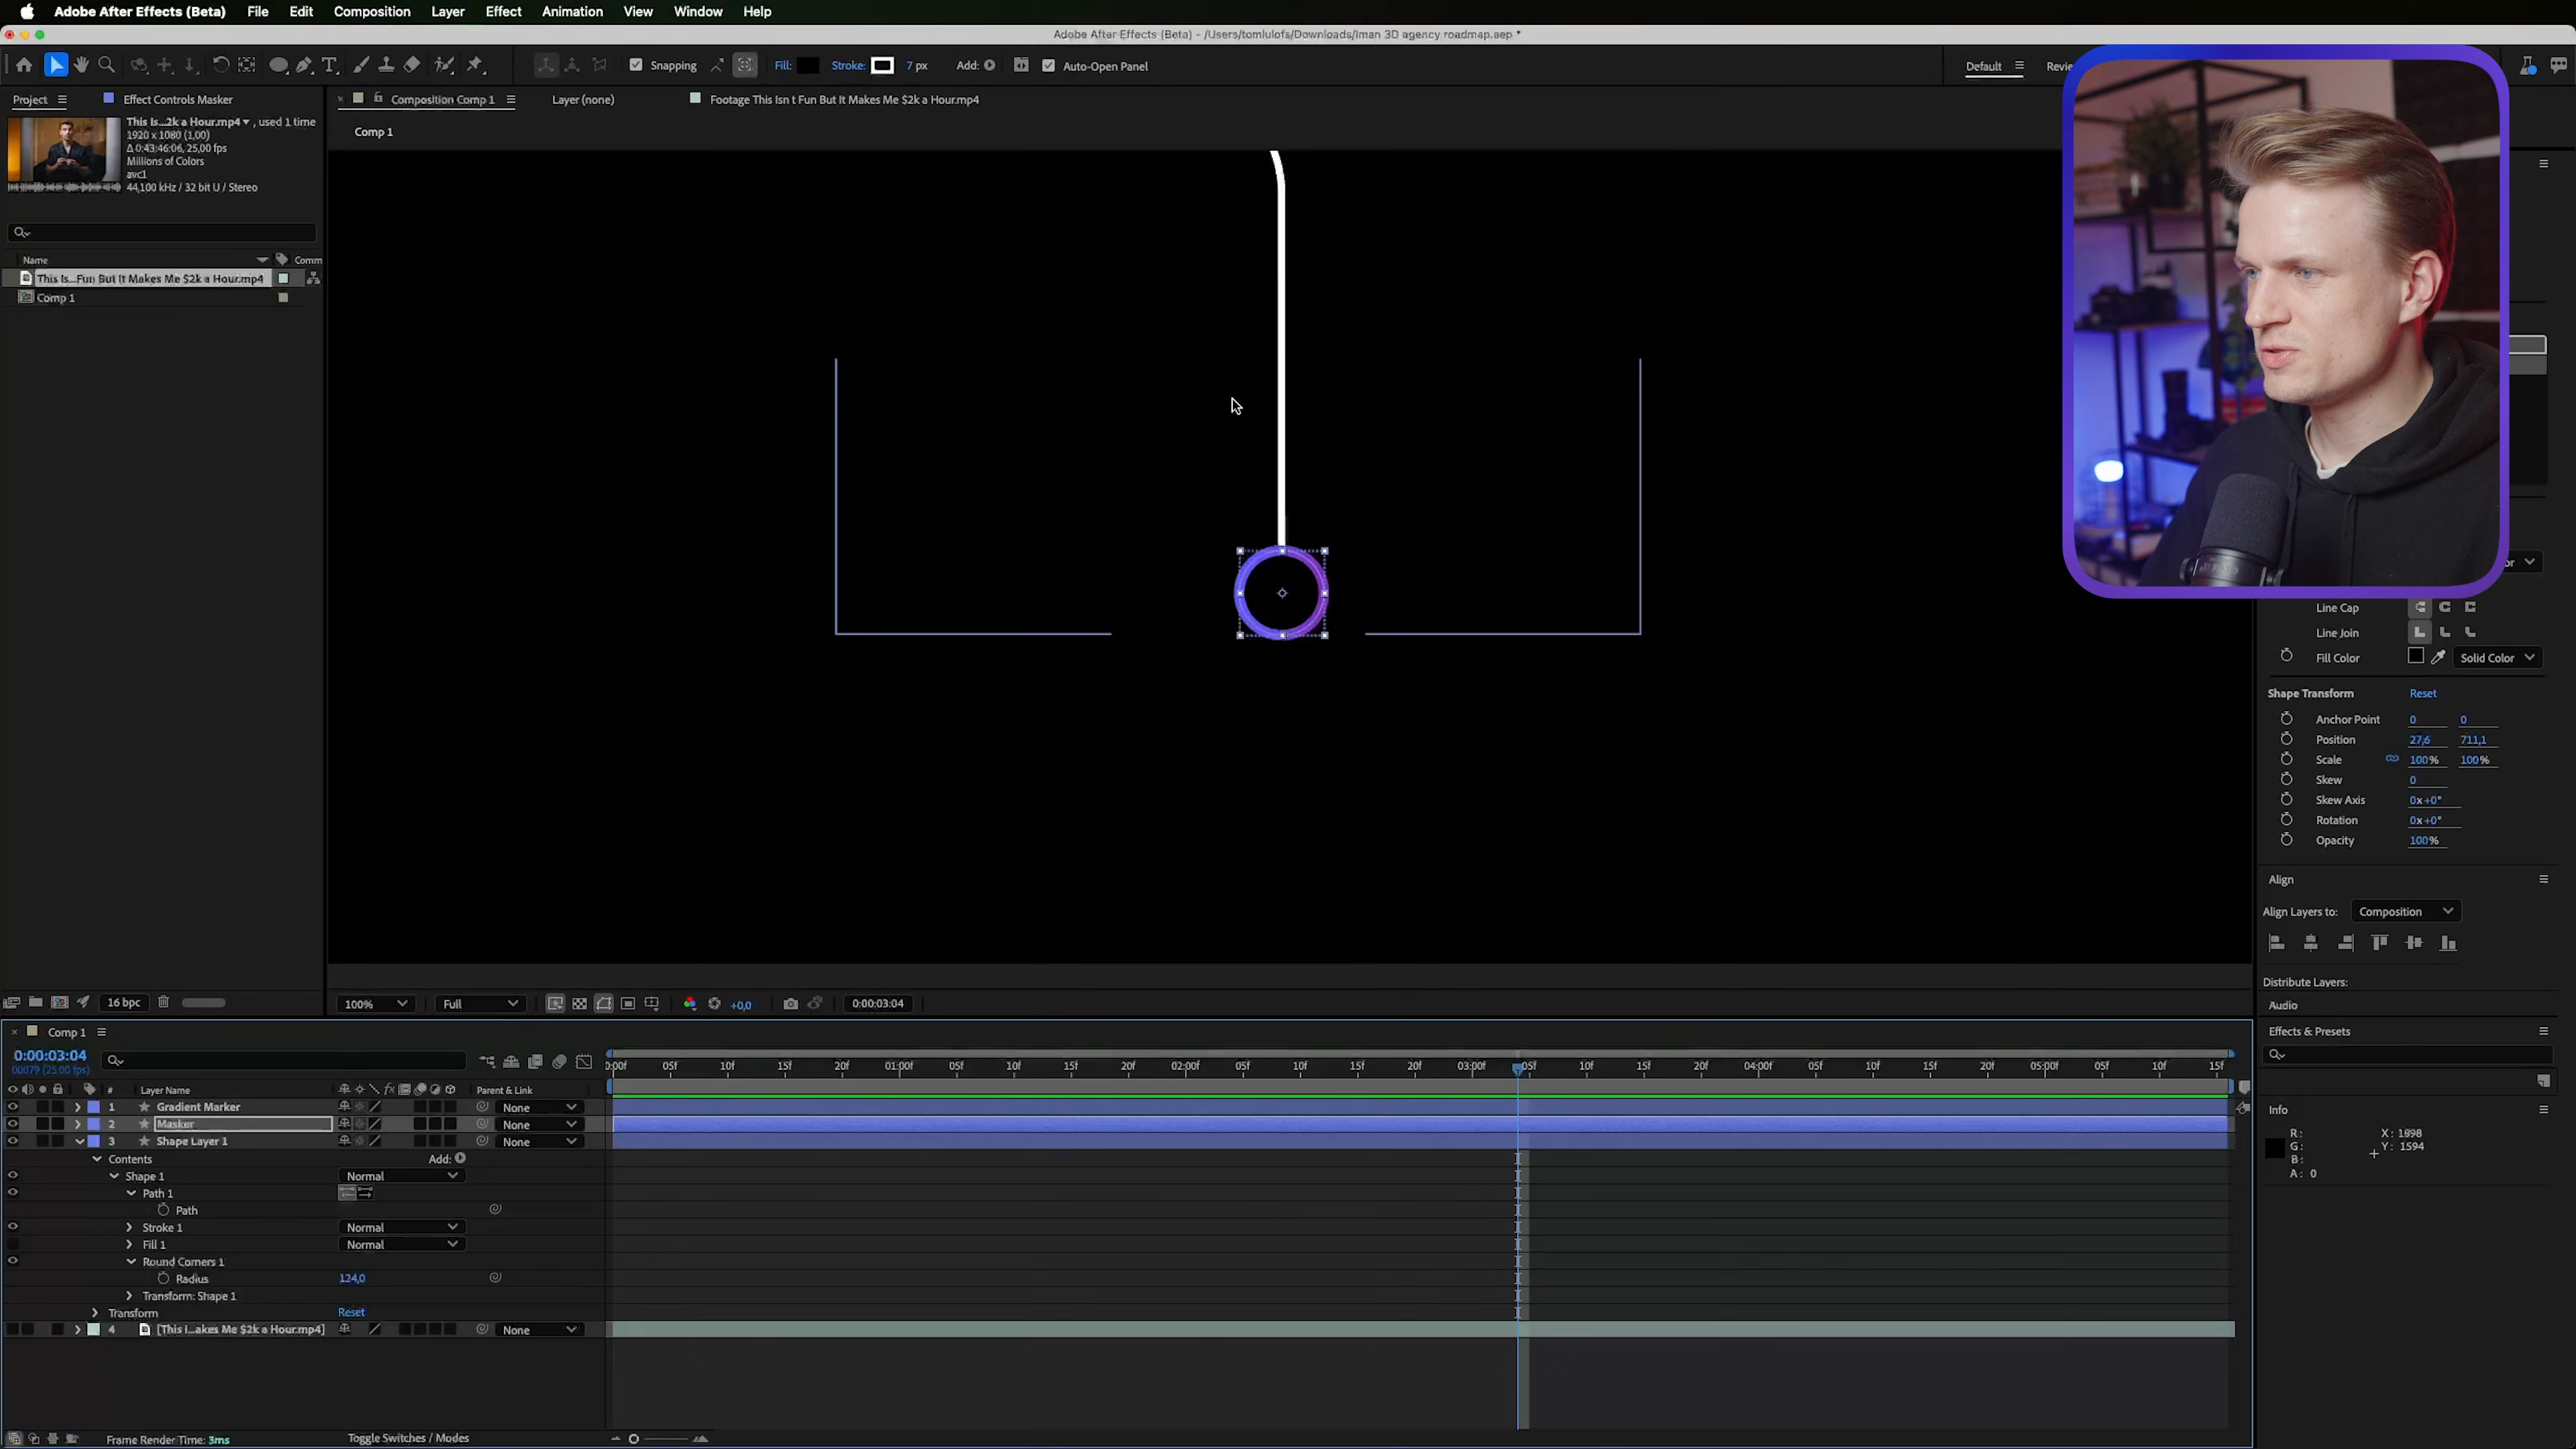 Adobe After Effects (Beta) File Edit Composition Layer Effect Animation View Window Help
Adobe After Effects (Beta) - /Users/tomlulofs/Downloads/Iman 3D agency roadmap.aep *
Snapping Fill: Stroke: 7 px Add: Auto-Open Panel Default
Project Effect Controls Masker Composition Comp 1 Layer (none) Footage This Isn t Fun But It Makes Me $2k a Hour.mp4
This Is...2k a Hour.mp4 , used 1 time
1920 x 1080 (1,00)
Δ 0:43:46:06, 25,00 fps
Millions of Colors
avc1
44,100 kHz / 32 bit U / Stereo
Comp 1
Name Comm
This Is...Fun But It Makes Me $2k a Hour.mp4
Comp 1
Line Cap
Line Join
Fill Color Solid Color
Shape Transform Reset
Anchor Point 0 0
Position 27,6 711,1
Scale 100% 100%
Skew 0
Skew Axis 0x+0°
Rotation 0x+0°
Opacity 100%
Align
Align Layers to: Composition
Distribute Layers:
16 bpc 100% Full +0,0 0:00:03:04
Audio
Comp 1
Effects & Presets
0:00:03:04
00079 (25.00 fps)
0:00f 05f 10f 15f 20f 01:00f 05f 10f 15f 20f 02:00f 05f 10f 15f 20f 03:00f 05f 10f 15f 20f 04:00f 05f 10f 15f 20f 05:00f 05f 10f 15f
# Layer Name Parent & Link
1 Gradient Marker None
2 Masker None
3 Shape Layer 1 None
Contents Add:
Shape 1 Normal
Path 1
Path
Stroke 1 Normal
Fill 1 Normal
Round Corners 1
Radius 124,0
Transform: Shape 1
Transform Reset
4 [This I...akes Me $2k a Hour.mp4] None
Info
R: X: 1898
G: Y: 1594
B:
A: 0
Frame Render Time: 3ms Toggle Switches / Modes